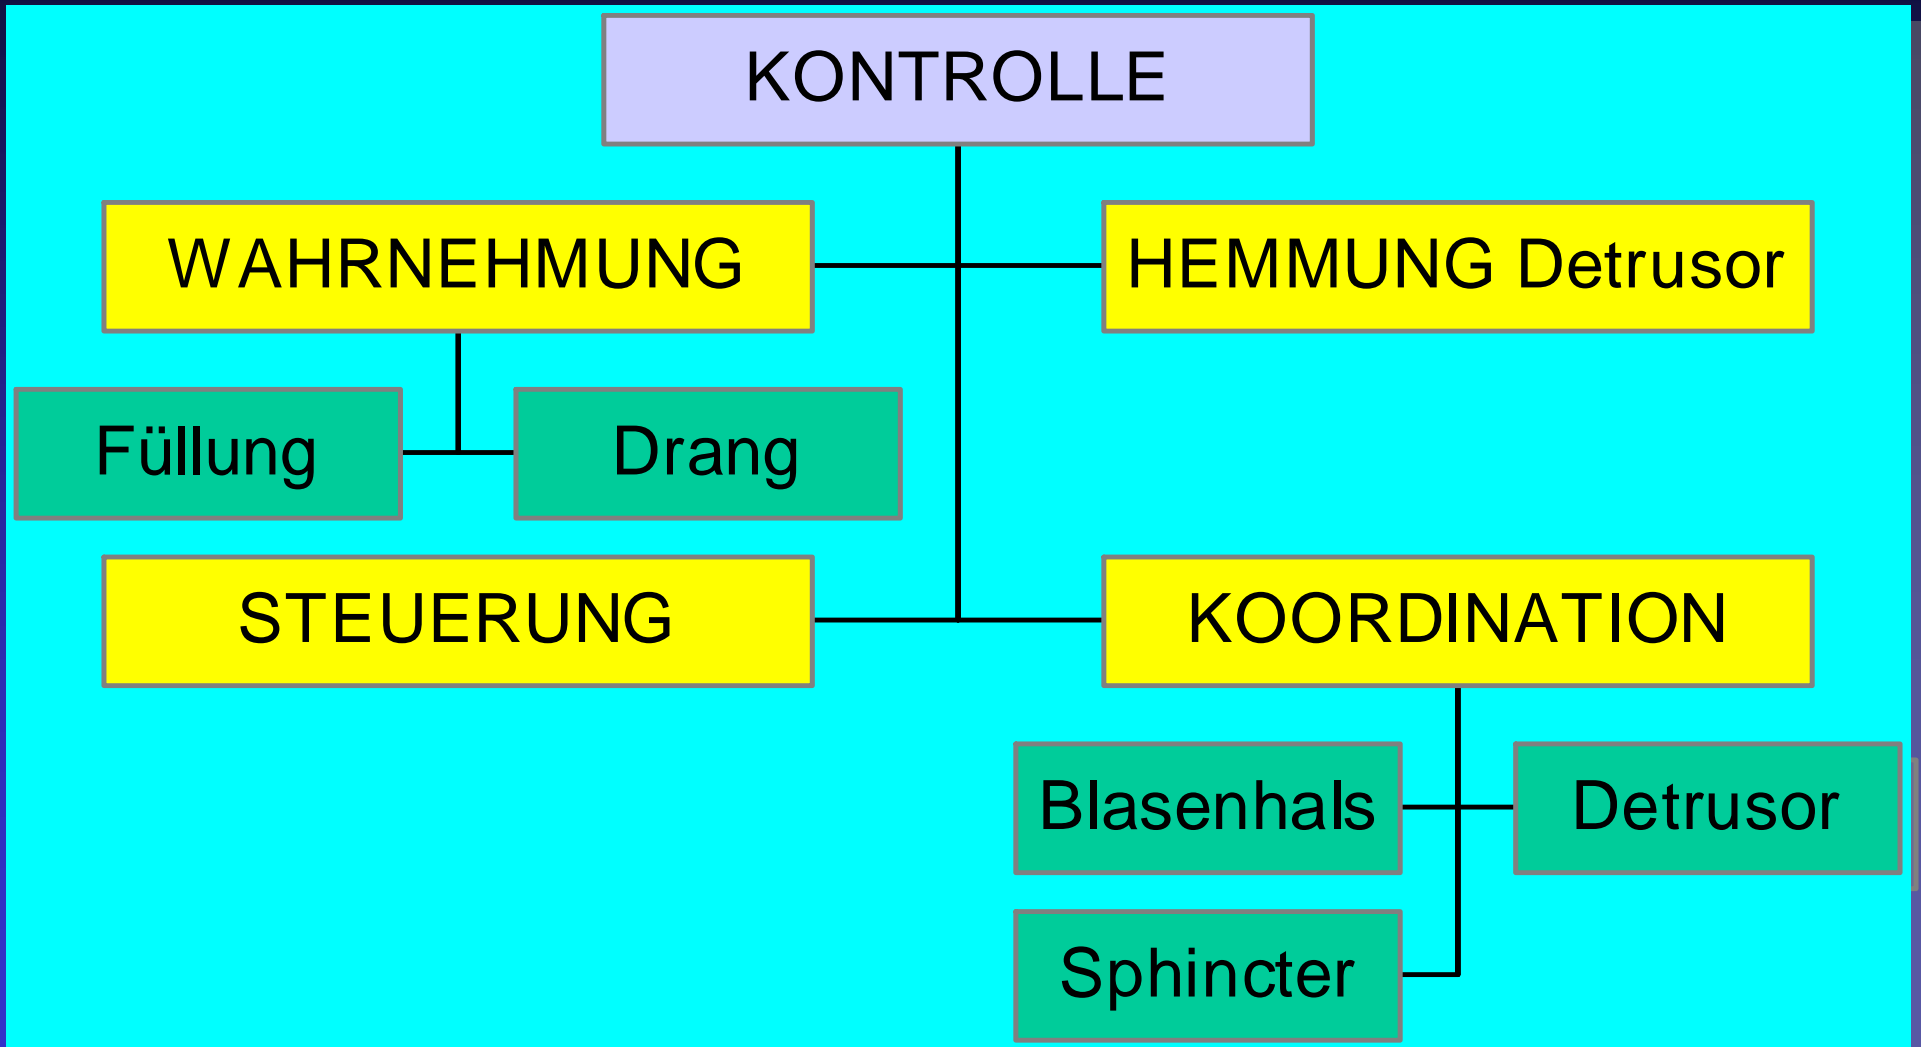 KONTROLLE
WAHRNEHMUNG
HEMMUNG Detrusor
Füllung
Drang
STEUERUNG
KOORDINATION
Blasenhals
Detrusor
Sphincter